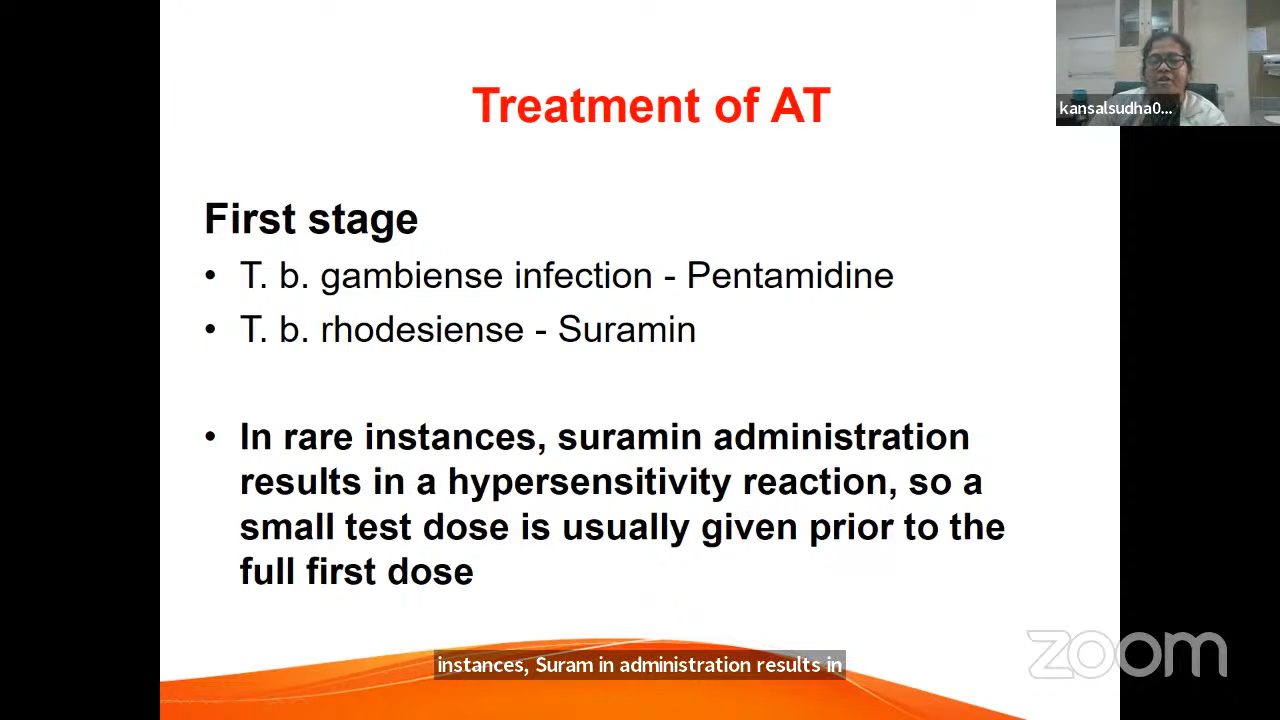 Treatment of AT
kansalsudha0...
First stage
• T. b. gambiense infection - Pentamidine
• T. b. rhodesiense - Suramin
• In rare instances, suramin administration
results in a hypersensitivity reaction, so a
small test dose is usually given prior to the
full first dose
instances, Suram in administration results in
zoom